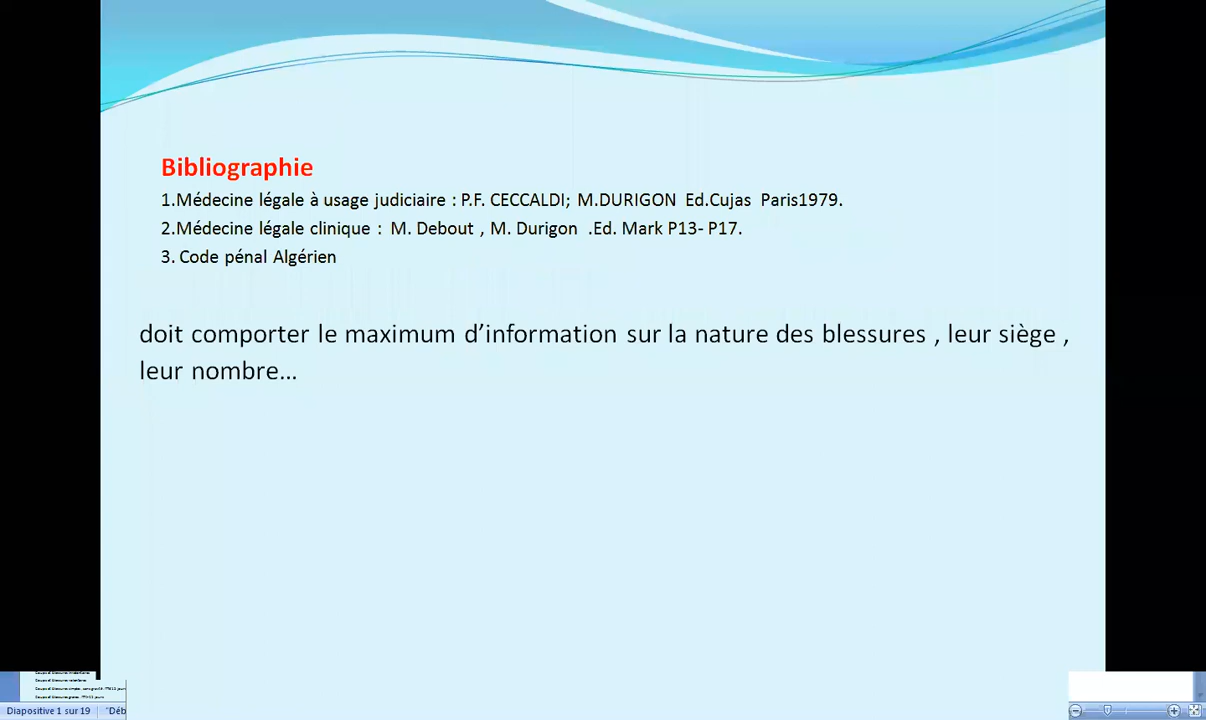 Bibliographie
1.Médecine légale à usage judiciaire : P.F. CECCALDI; M.DURIGON Ed.Cujas Paris1979.
2.Médecine légale clinique : M. Debout , M. Durigon .Ed. Mark P13- P17.
3. Code pénal Algérien
doit comporter le maximum d’information sur la nature des blessures , leur siège ,
leur nombre...
Diapositive 1 sur 19 "Déb